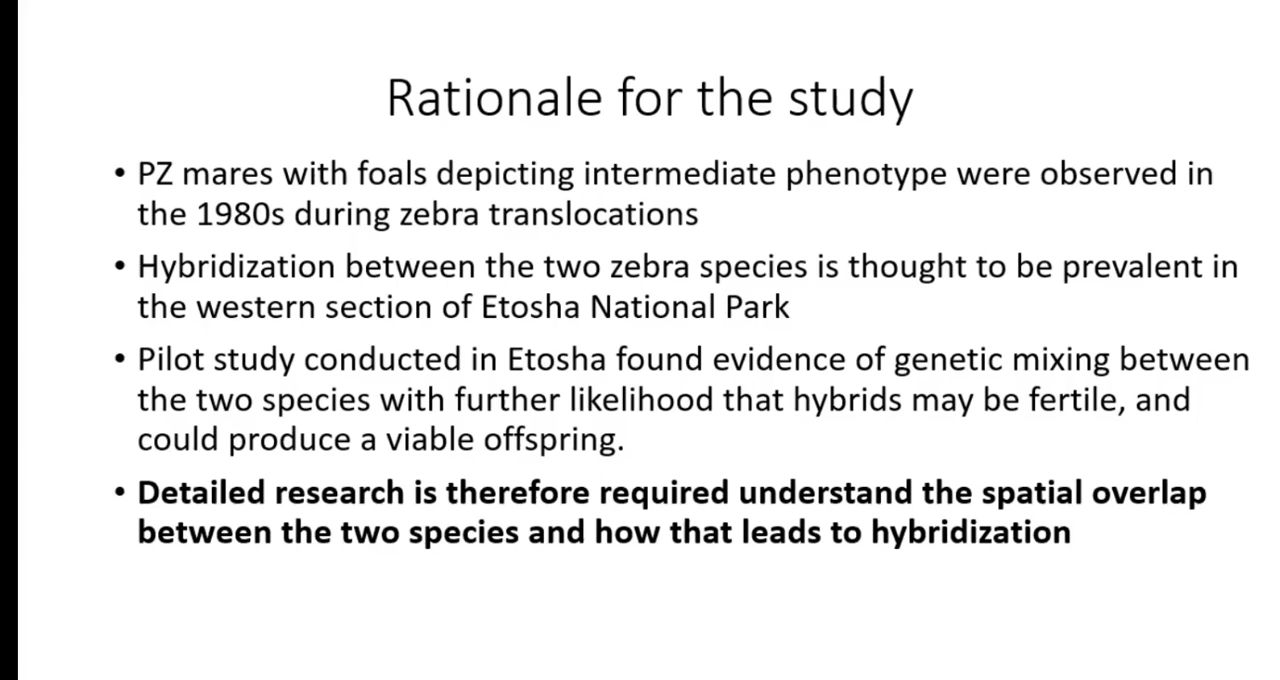 Rationale for the study
• PZ mares with foals depicting intermediate phenotype were observed in
the 1980s during zebra translocations
• Hybridization between the two zebra species is thought to be prevalent in
the western section of Etosha National Park
• Pilot study conducted in Etosha found evidence of genetic mixing between
the two species with further likelihood that hybrids may be fertile, and
could produce a viable offspring.
• Detailed research is therefore required understand the spatial overlap
between the two species and how that leads to hybridization